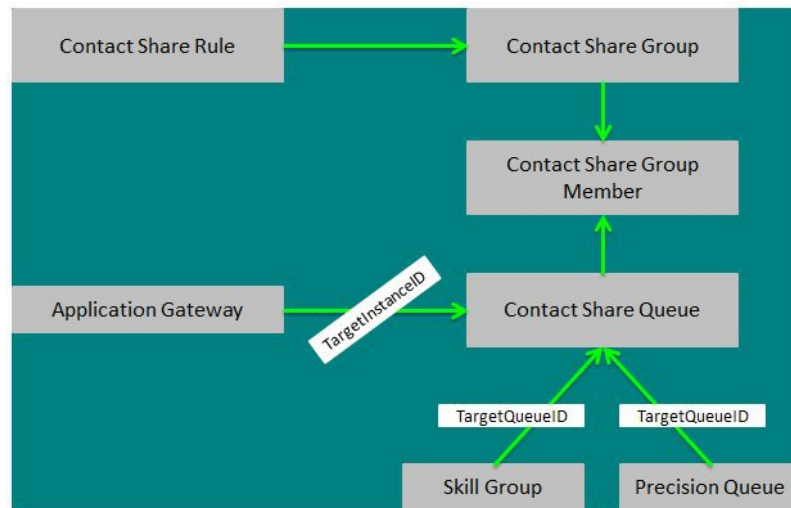 Contact Share Rule
Contact Share Group
Contact Share Group
Member
Application Gateway
TargetInstanceID
Contact Share Queue
TargetQueueID
TargetQueueID
Skill Group
Precision Queue